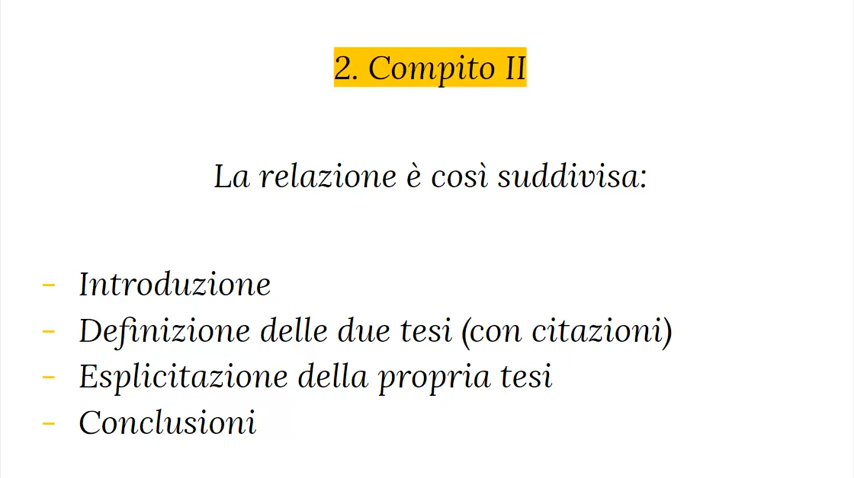 2. Compito II
La relazione è così suddivisa:
- Introduzione
- Definizione delle due tesi (con citazioni)
- Esplicitazione della propria tesi
- Conclusioni